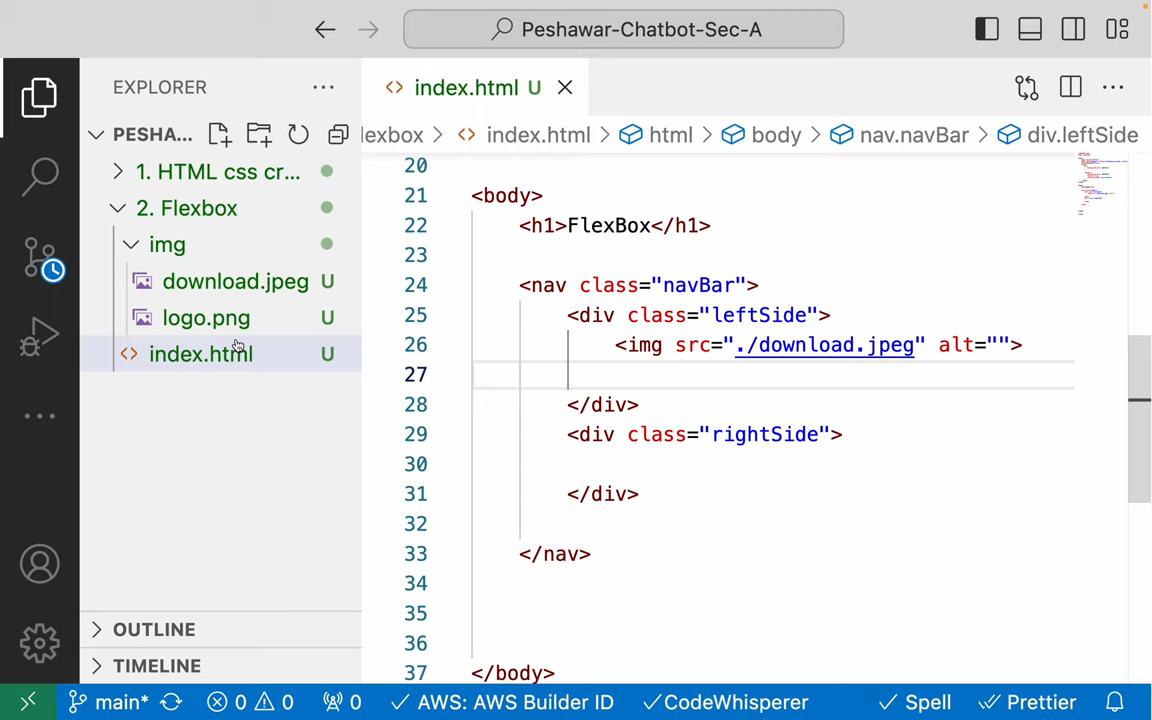 Peshawar-Chatbot-Sec-A
EXPLORER
index.html U
PESHA...
lexbox > index.html > html > body > nav.navBar > div.leftSide
1. HTML css cr...
2. Flexbox
img
download.jpeg U
logo.png U
index.html U
OUTLINE
TIMELINE
20
21 <body>
22 <h1>FlexBox</h1>
23
24 <nav class="navBar">
25 <div class="leftSide">
26 <img src="./download.jpeg" alt="">
27
28 </div>
29 <div class="rightSide">
30
31 </div>
32
33 </nav>
34
35
36
37 </body>
main* 0 0 0 AWS: AWS Builder ID CodeWhisperer Spell Prettier